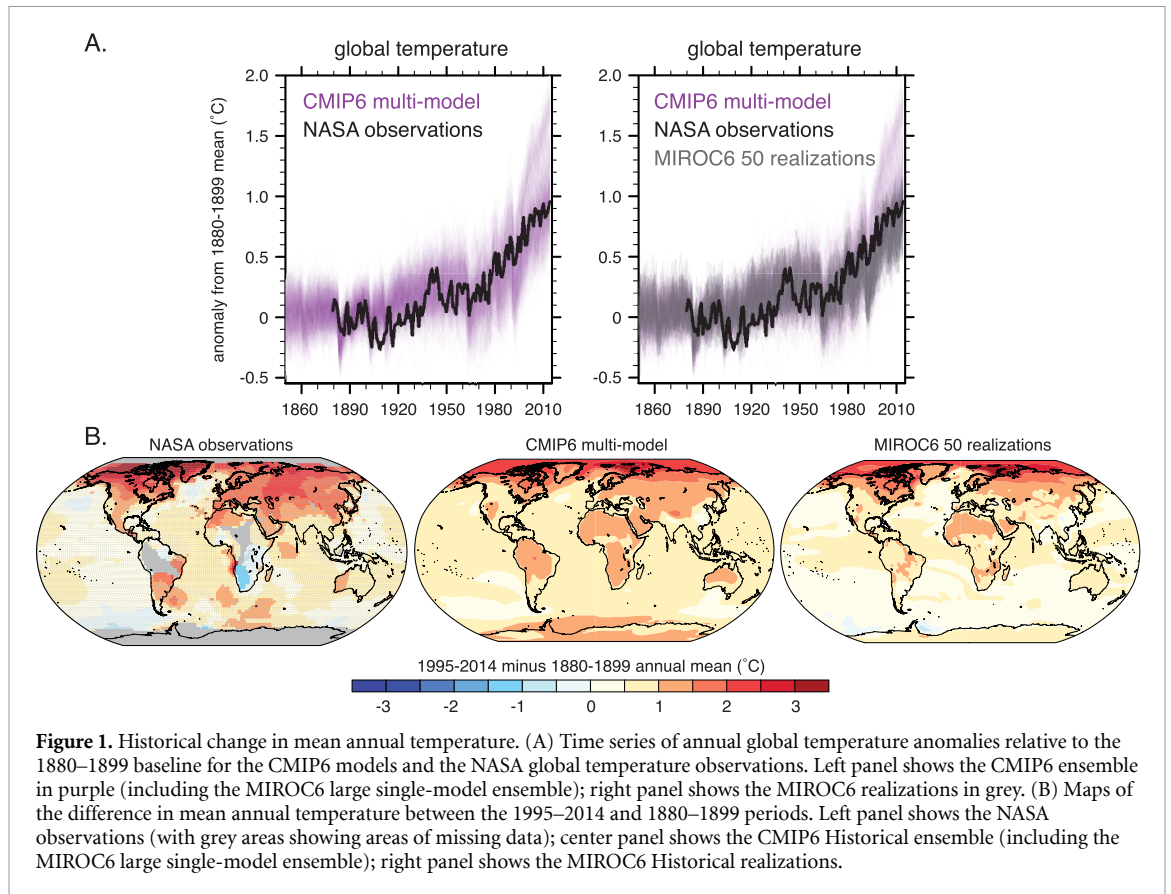 A.
global temperature
global temperature
anomaly from 1880-1899 mean (˚C)
2.0
1.5
1.0
0.5
0
-0.5
CMIP6 multi-model
NASA observations
1860 1890 1920 1950 1980 2010
2.0
1.5
1.0
0.5
0
-0.5
CMIP6 multi-model
NASA observations
MIROC6 50 realizations
1860 1890 1920 1950 1980 2010
B.
NASA observations
CMIP6 multi-model
MIROC6 50 realizations
1995-2014 minus 1880-1899 annual mean (˚C)
-3 -2 -1 0 1 2 3
Figure 1. Historical change in mean annual temperature. (A) Time series of annual global temperature anomalies relative to the
1880–1899 baseline for the CMIP6 models and the NASA global temperature observations. Left panel shows the CMIP6 ensemble
in purple (including the MIROC6 large single-model ensemble); right panel shows the MIROC6 realizations in grey. (B) Maps of
the difference in mean annual temperature between the 1995–2014 and 1880–1899 periods. Left panel shows the NASA
observations (with grey areas showing areas of missing data); center panel shows the CMIP6 Historical ensemble (including the
MIROC6 large single-model ensemble); right panel shows the MIROC6 Historical realizations.